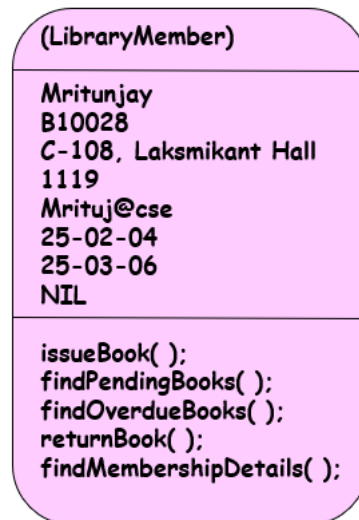 (LibraryMember)
Mritunjay
B10028
C-108, Laksmikant Hall
1119
Mrituj@cse
25-02-04
25-03-06
NIL
issueBook( );
findPendingBooks( );
findOverdueBooks( );
returnBook( );
findMembershipDetails( );